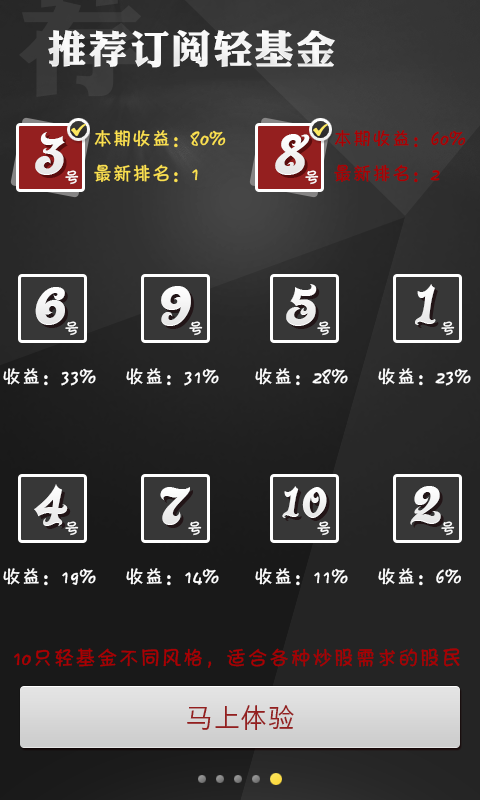 推荐订阅轻基金
3号 本期收益：80% 8号 本期收益：60%
最新排名：1 最新排名：2
6号 9号 5号 1号
收益：33% 收益：31% 收益：28% 收益：23%
4号 7号 10号 2号
收益：19% 收益：14% 收益：11% 收益：6%
10只轻基金不同风格，适合各种炒股需求的股民
马上体验